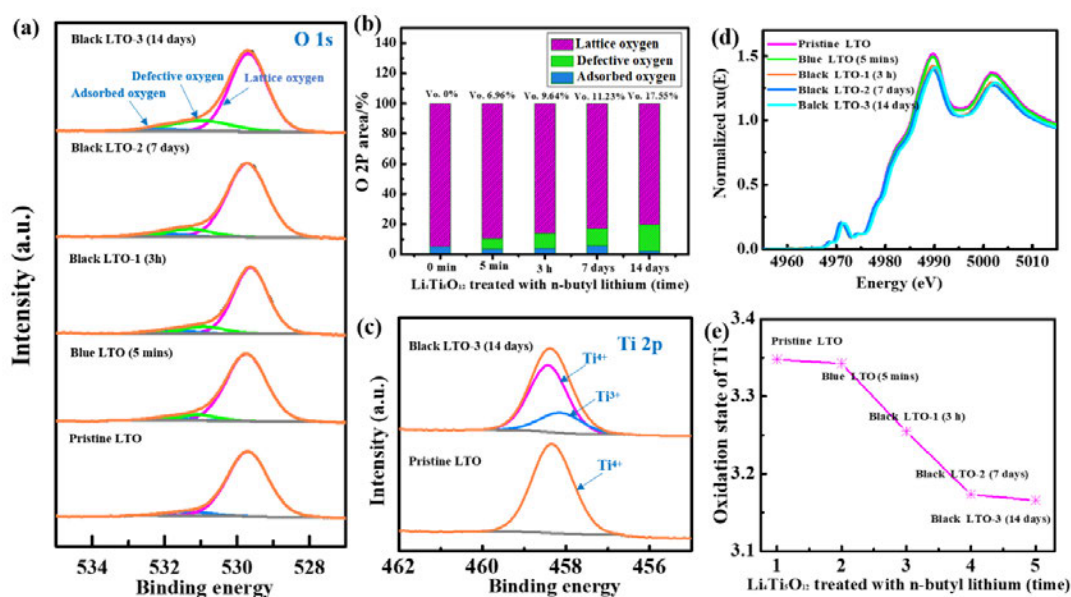 (a)
O 1s
Black LTO-3 (14 days)
Defective oxygen
Lattice oxygen
Adsorbed oxygen
Black LTO-2 (7 days)
Black LTO-1 (3h)
Blue LTO (5 mins)
Pristine LTO
Intensity (a.u.)
534 532 530 528
Binding energy
(b)
Lattice oxygen
Defective oxygen
Adsorbed oxygen
Vo. 0% Vo. 6.96% Vo. 9.64% Vo. 11.23% Vo. 17.55%
O 2P area/%
140
120
100
80
60
40
20
0
0 min 5 min 3 h 7 days 14 days
Li₄Ti₅O₁₂ treated with n-butyl lithium (time)
(c)
Ti 2p
Black LTO-3 (14 days)
Ti⁴⁺
Ti³⁺
Pristine LTO
Ti⁴⁺
Intensity (a.u.)
462 460 458 455
Binding energy
(d)
Pristine LTO
Blue LTO (5 mins)
Black LTO-1 (3 h)
Black LTO-2 (7 days)
Balck LTO-3 (14 days)
Normalized xu(E)
1.5
1.0
0.5
0.0
4960 4970 4980 4990 5000 5010
Energy (eV)
(e)
Pristine LTO
Blue LTO (5 mins)
Black LTO-1 (3 h)
Black LTO-2 (7 days)
Black LTO-3 (14 days)
Oxidation state of Ti
3.4
3.3
3.2
3.1
1 2 3 4 5
Li₄Ti₅O₁₂ treated with n-butyl lithium (time)